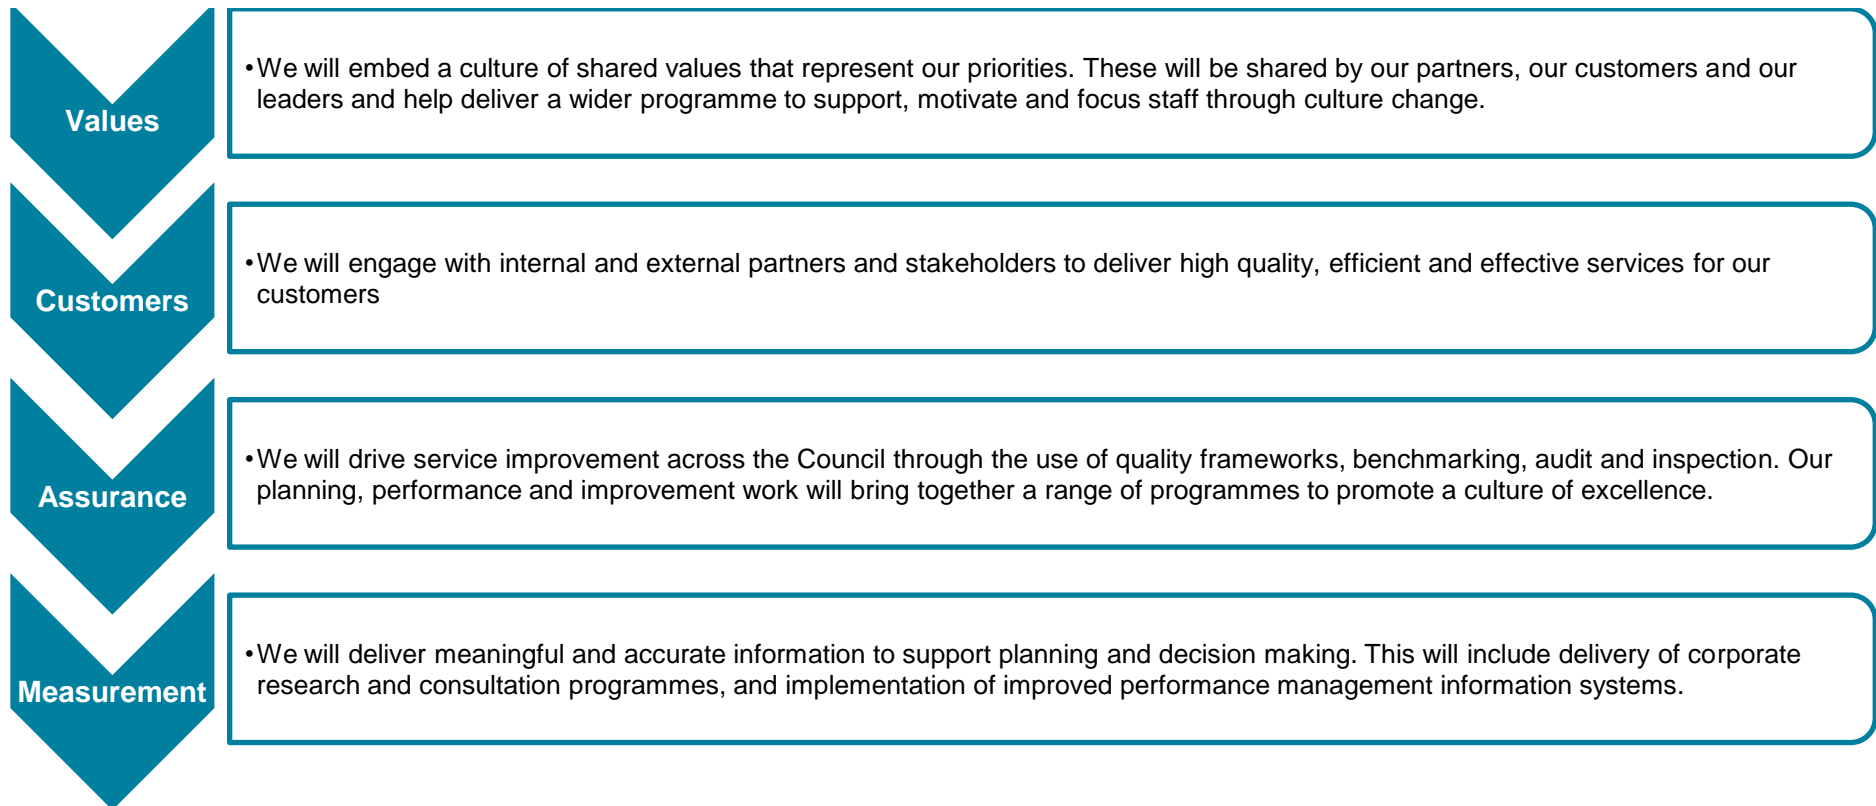 Values
•We will embed a culture of shared values that represent our priorities. These will be shared by our partners, our customers and our
leaders and help deliver a wider programme to support, motivate and focus staff through culture change.
Customers
•We will engage with internal and external partners and stakeholders to deliver high quality, efficient and effective services for our
customers
Assurance
•We will drive service improvement across the Council through the use of quality frameworks, benchmarking, audit and inspection. Our
planning, performance and improvement work will bring together a range of programmes to promote a culture of excellence.
Measurement
•We will deliver meaningful and accurate information to support planning and decision making. This will include delivery of corporate
research and consultation programmes, and implementation of improved performance management information systems.